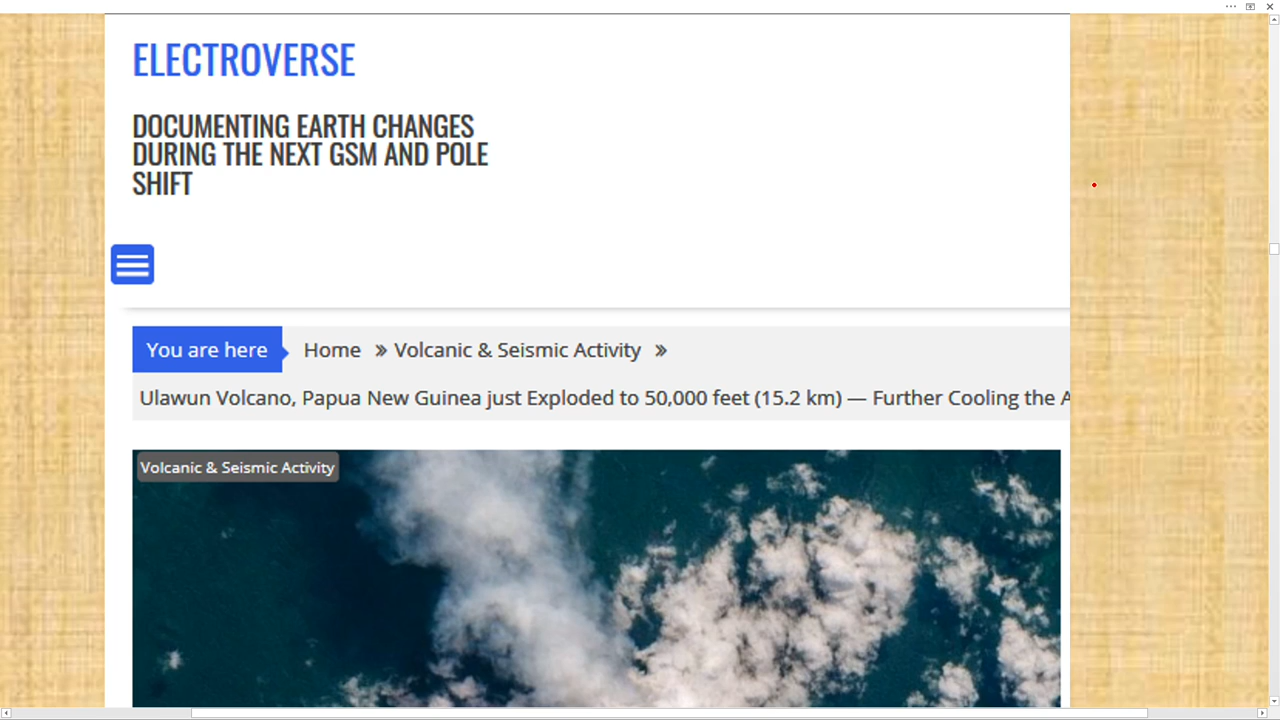 ELECTROVERSE
DOCUMENTING EARTH CHANGES
DURING THE NEXT GSM AND POLE
SHIFT
You are here Home » Volcanic & Seismic Activity »
Ulawun Volcano, Papua New Guinea just Exploded to 50,000 feet (15.2 km) — Further Cooling the
Volcanic & Seismic Activity